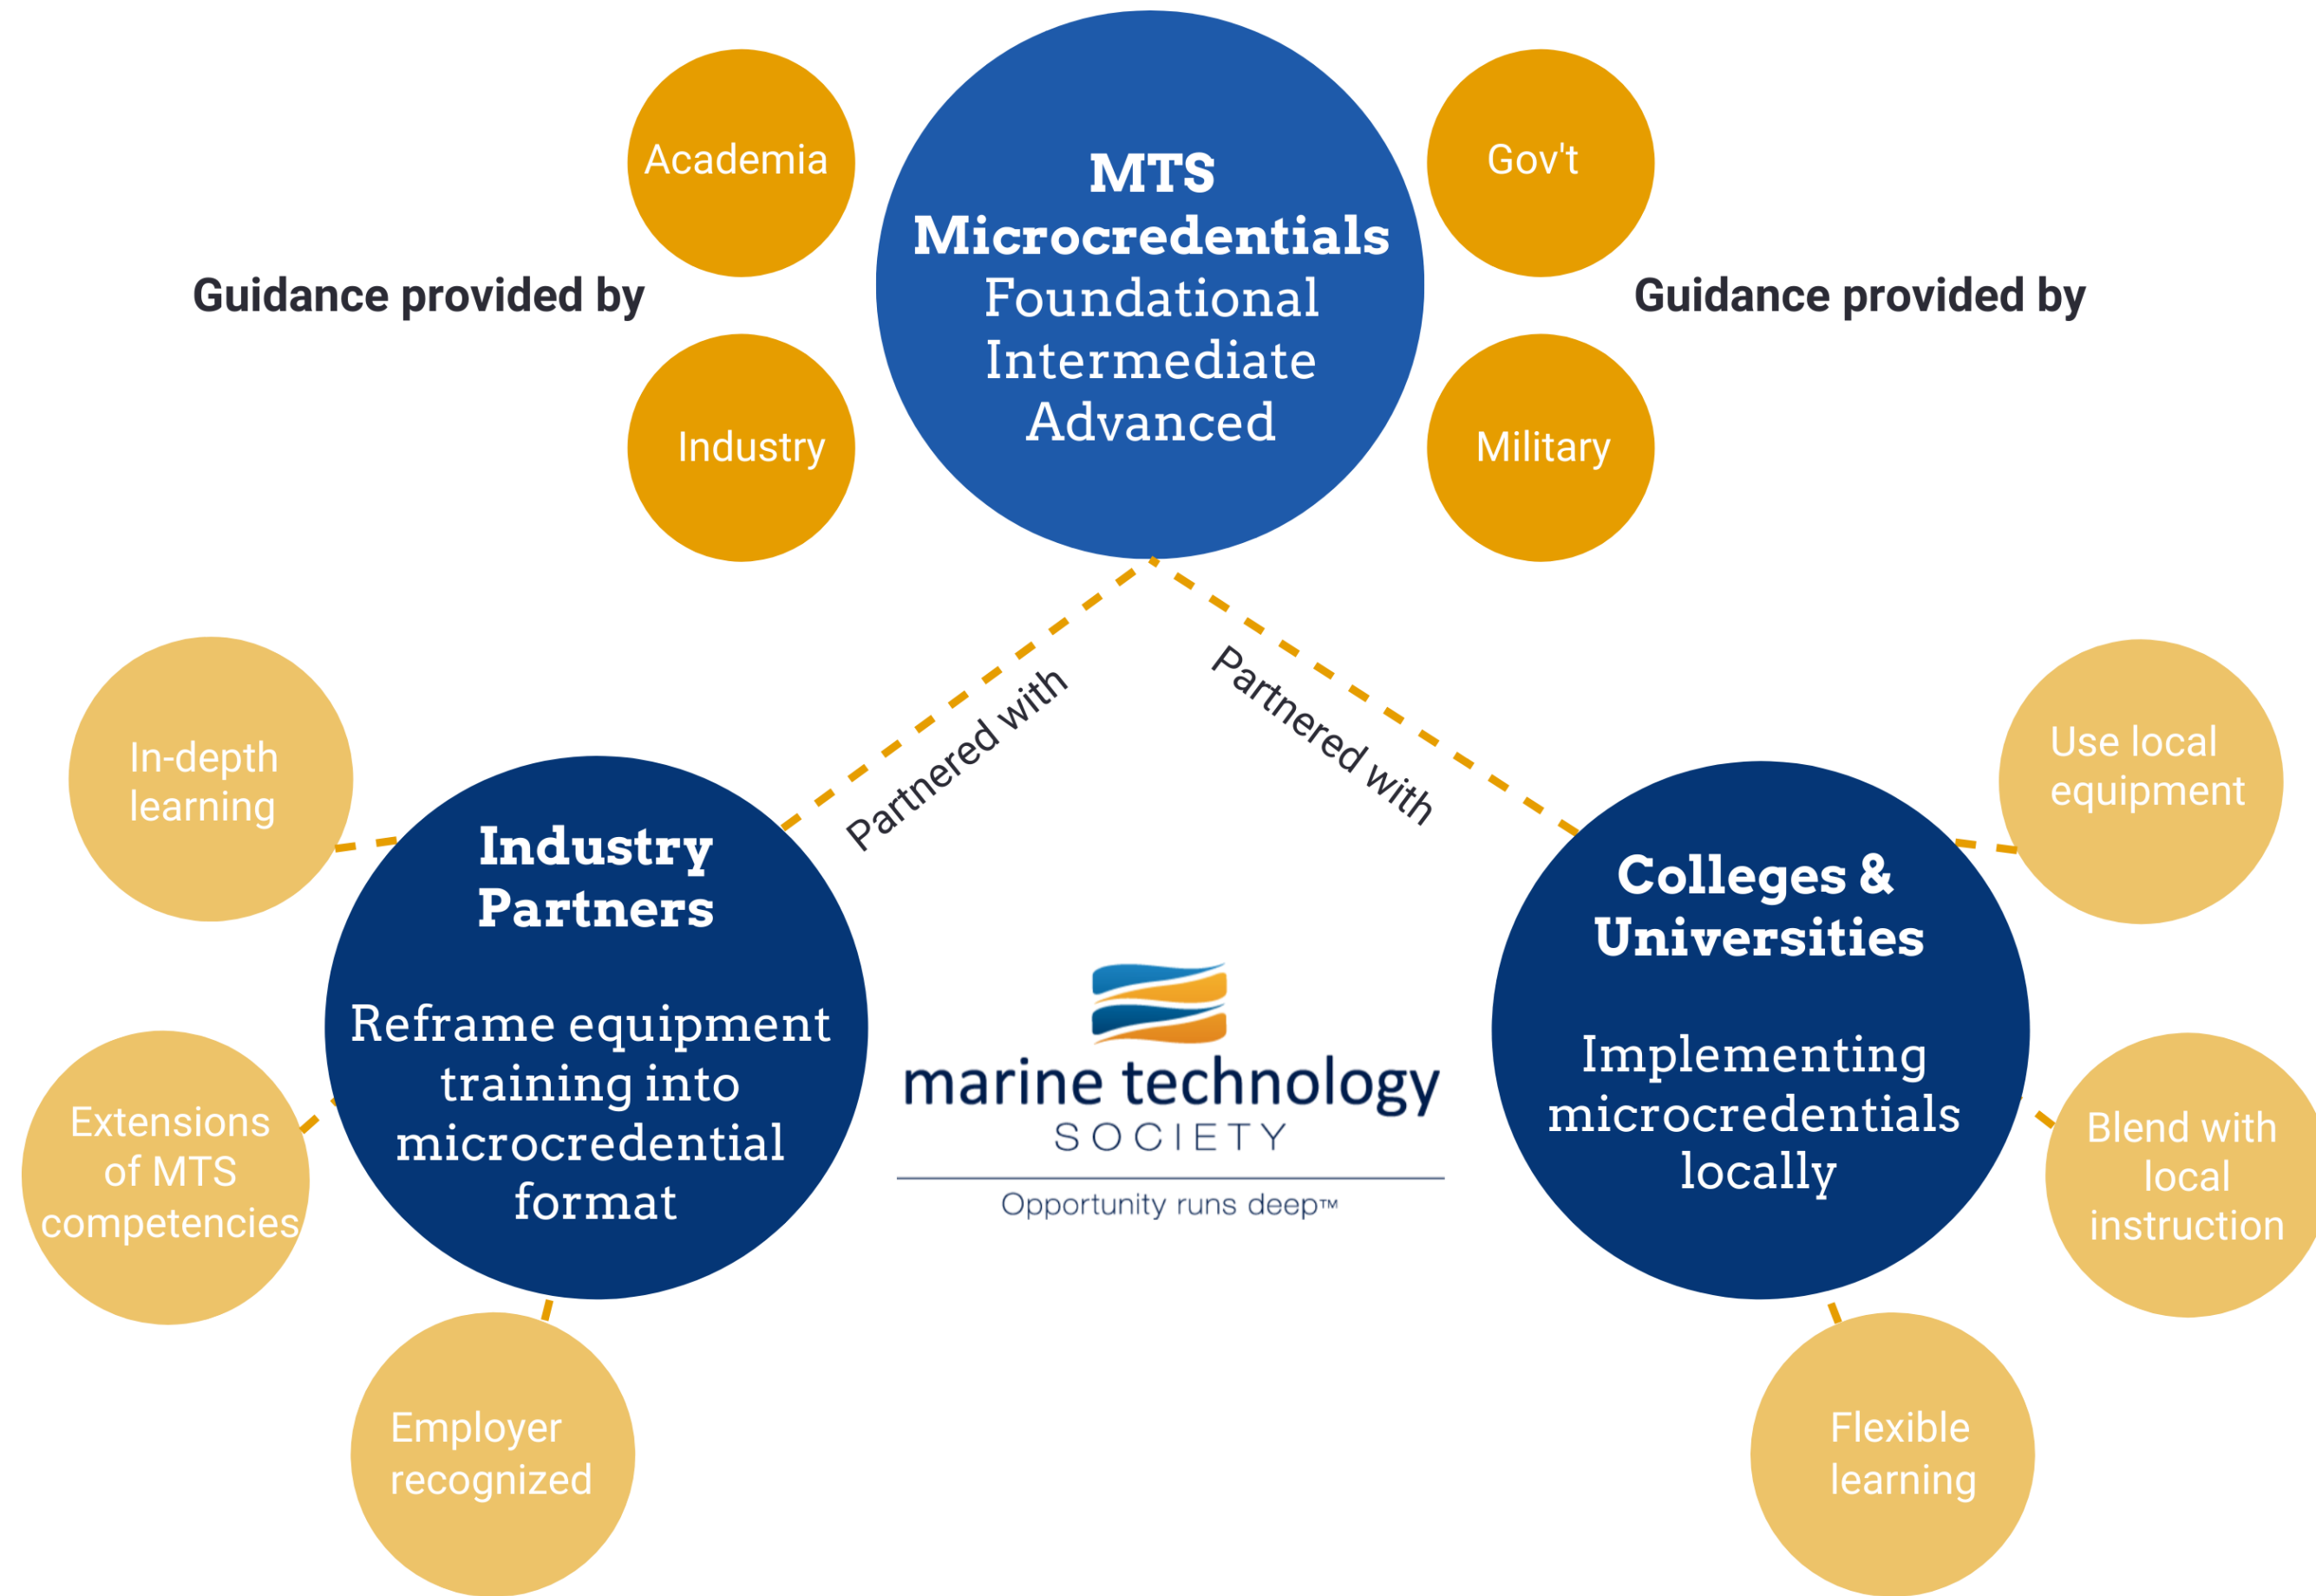 Academia
MTS
Microcredentials
Foundational
Intermediate
Advanced
Gov't
Guidance provided by
Guidance provided by
Industry
Military
Partnered with
Partnered with
In-depth
learning
Use local
equipment
Industry
Partners
Reframe equipment
training into
microcredential
format
Colleges &
Universities
Implementing
microcredentials
locally
marine technology
SOCIETY
Opportunity runs deep™
Extensions
of MTS
competencies
Blend with
local
instruction
Employer
recognized
Flexible
learning